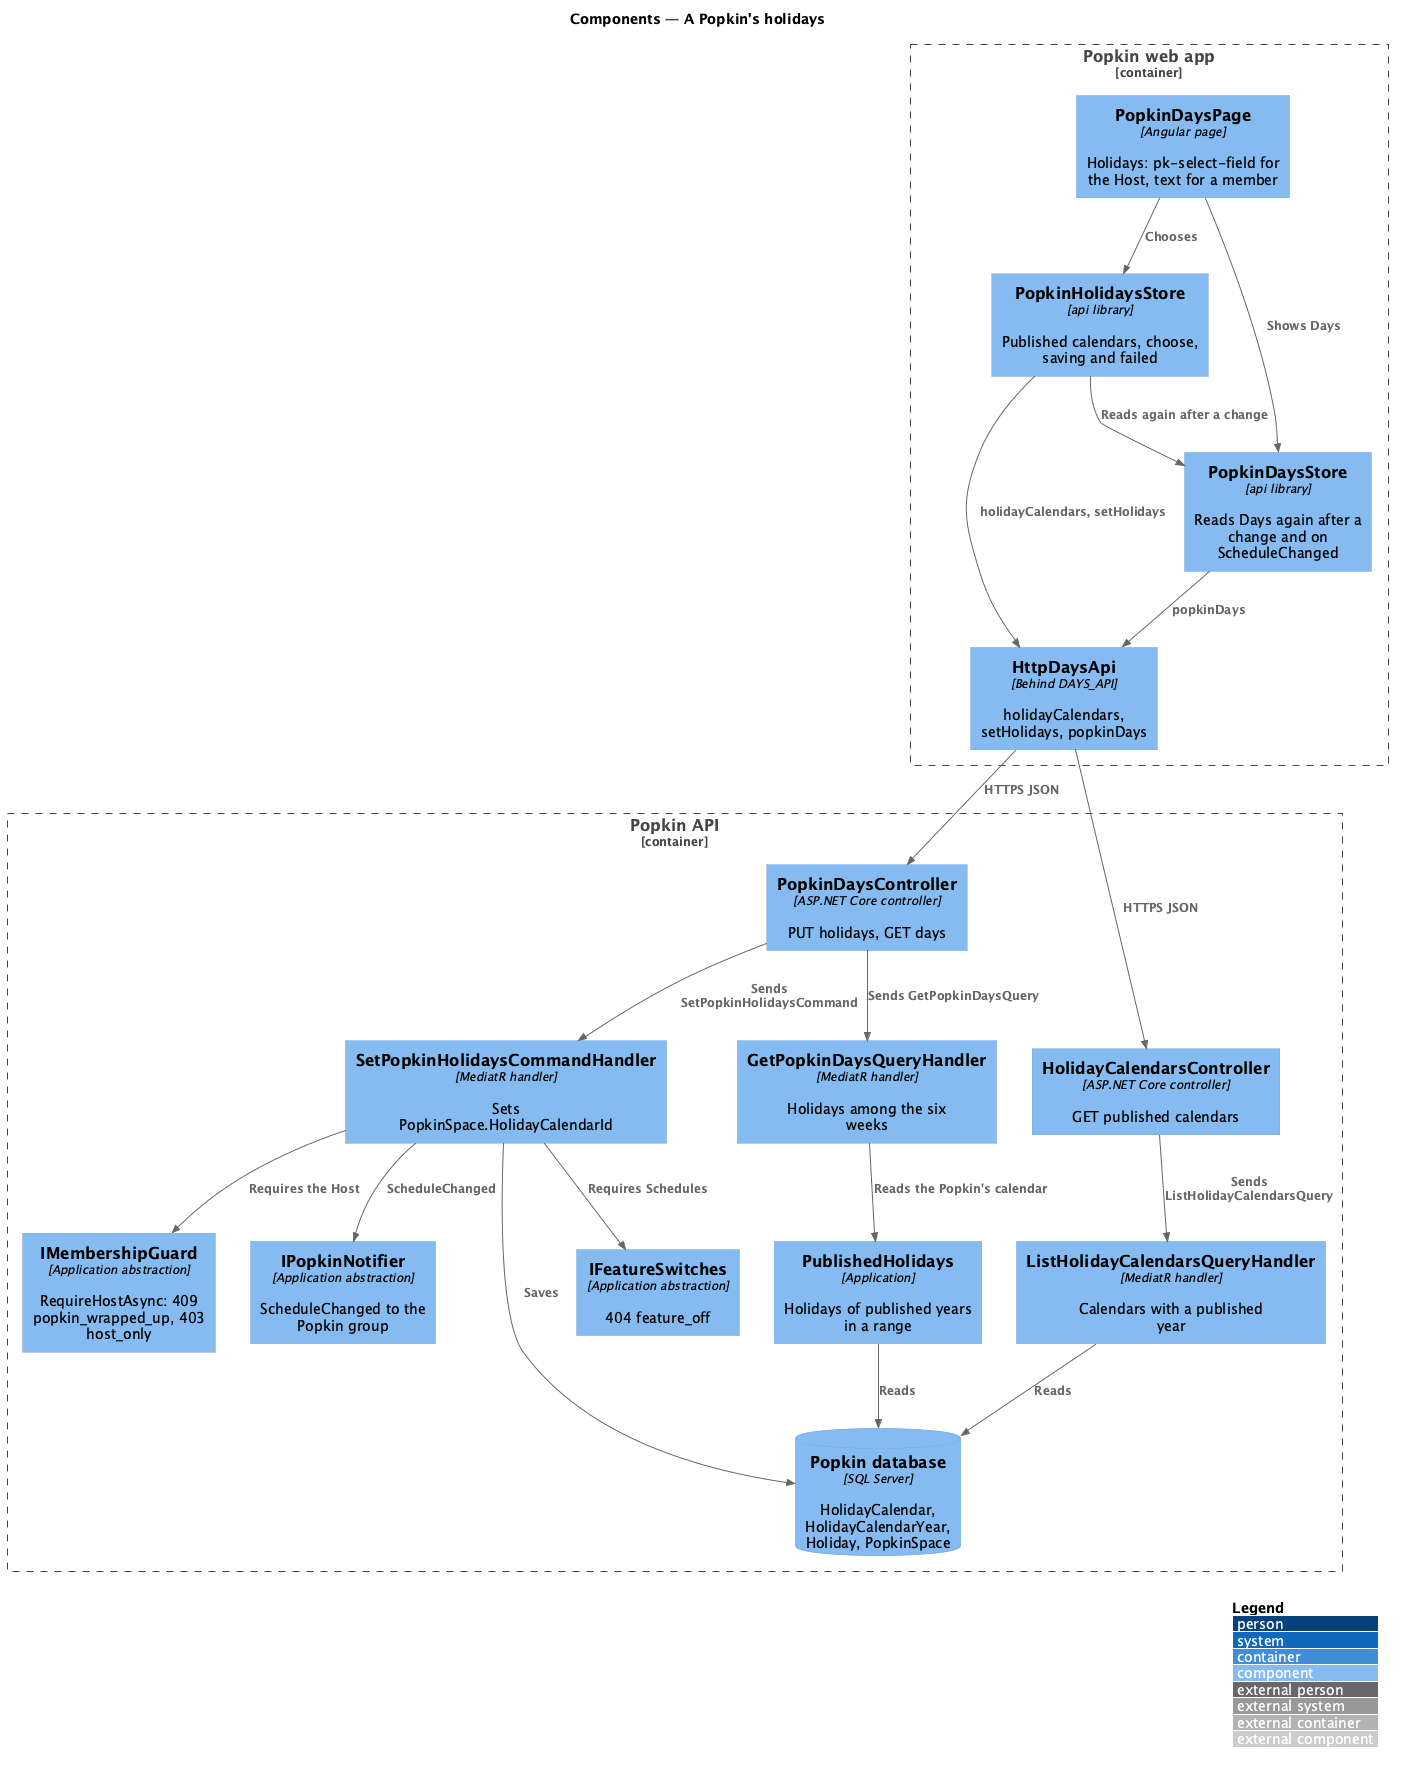 Components — A Popkin's holidays
Popkin web app
[container]
PopkinDaysPage
[Angular page]
Holidays: pk-select-field for
the Host, text for a member
Chooses
PopkinHolidaysStore
[api library]
Published calendars, choose,
saving and failed
Shows Days
Reads again after a change
PopkinDaysStore
[api library]
Reads Days again after a
change and on
ScheduleChanged
holidayCalendars, setHolidays
popkinDays
HttpDaysApi
[Behind DAYS_API]
holidayCalendars,
setHolidays, popkinDays
HTTPS JSON
Popkin API
[container]
PopkinDaysController
[ASP.NET Core controller]
PUT holidays, GET days
HTTPS JSON
Sends
SetPopkinHolidaysCommand
Sends GetPopkinDaysQuery
SetPopkinHolidaysCommandHandler
[MediatR handler]
Sets
PopkinSpace.HolidayCalendarId
GetPopkinDaysQueryHandler
[MediatR handler]
Holidays among the six
weeks
HolidayCalendarsController
[ASP.NET Core controller]
GET published calendars
Requires the Host
ScheduleChanged
Requires Schedules
Reads the Popkin's calendar
Sends
ListHolidayCalendarsQuery
IMembershipGuard
[Application abstraction]
RequireHostAsync: 409
popkin_wrapped_up, 403
host_only
IPopkinNotifier
[Application abstraction]
ScheduleChanged to the
Popkin group
Saves
IFeatureSwitches
[Application abstraction]
404 feature_off
PublishedHolidays
[Application]
Holidays of published years
in a range
ListHolidayCalendarsQueryHandler
[MediatR handler]
Calendars with a published
year
Reads
Reads
Popkin database
[SQL Server]
HolidayCalendar,
HolidayCalendarYear,
Holiday, PopkinSpace
Legend
person
system
container
component
external person
external system
external container
external component